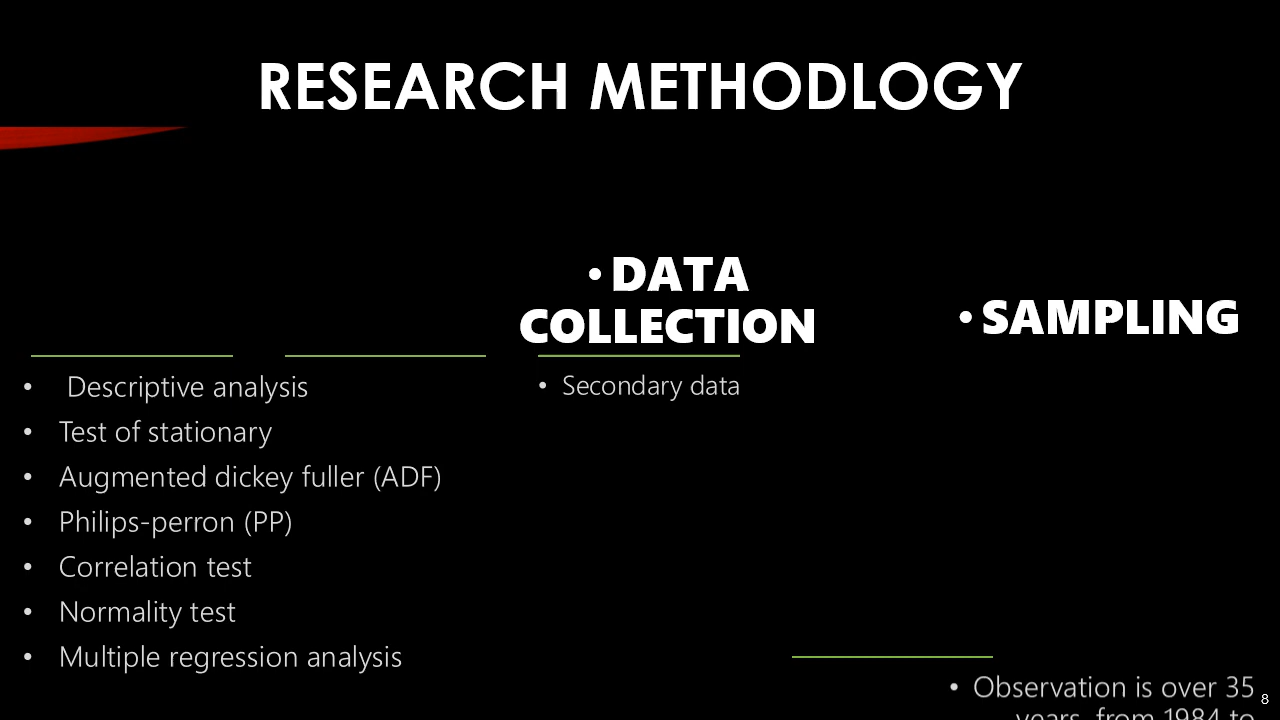 RESEARCH METHODLOGY
• Descriptive analysis
• Test of stationary
• Augmented dickey fuller (ADF)
• Philips-perron (PP)
• Correlation test
• Normality test
• Multiple regression analysis
• DATA
COLLECTION
• Secondary data
• SAMPLING
• Observation is over 35
years, from 1984 to
8